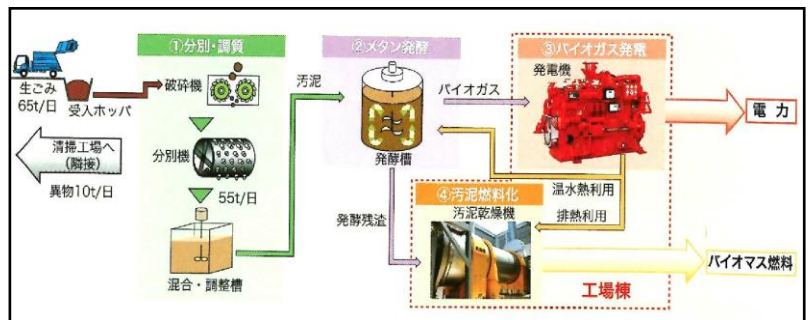 ①分別・調質
②メタン発酵
③バイオガス発電
生ごみ
65t/日
受入ホッパ
破砕機
汚泥
バイオガス
発電機
電力
清掃工場へ
(隣接)
異物10t/日
分別機
55t/日
発酵槽
温水熱利用
排熱利用
発酵残渣
④汚泥燃料化
汚泥乾燥機
混合・調整槽
バイオマス燃料
工場棟